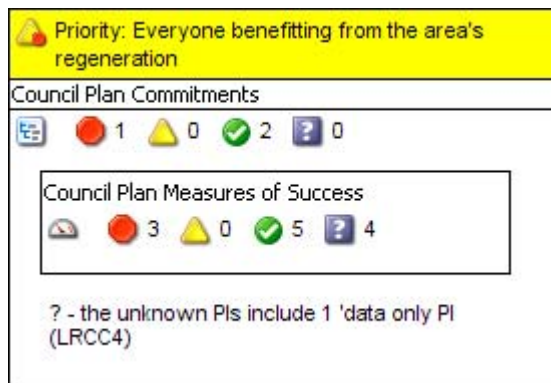 Priority: Everyone benefitting from the area's
regeneration
Council Plan Commitments
1 0 2 ? 0
Council Plan Measures of Success
3 0 5 ? 4
? - the unknown PIs include 1 'data only PI
(LRCC4)